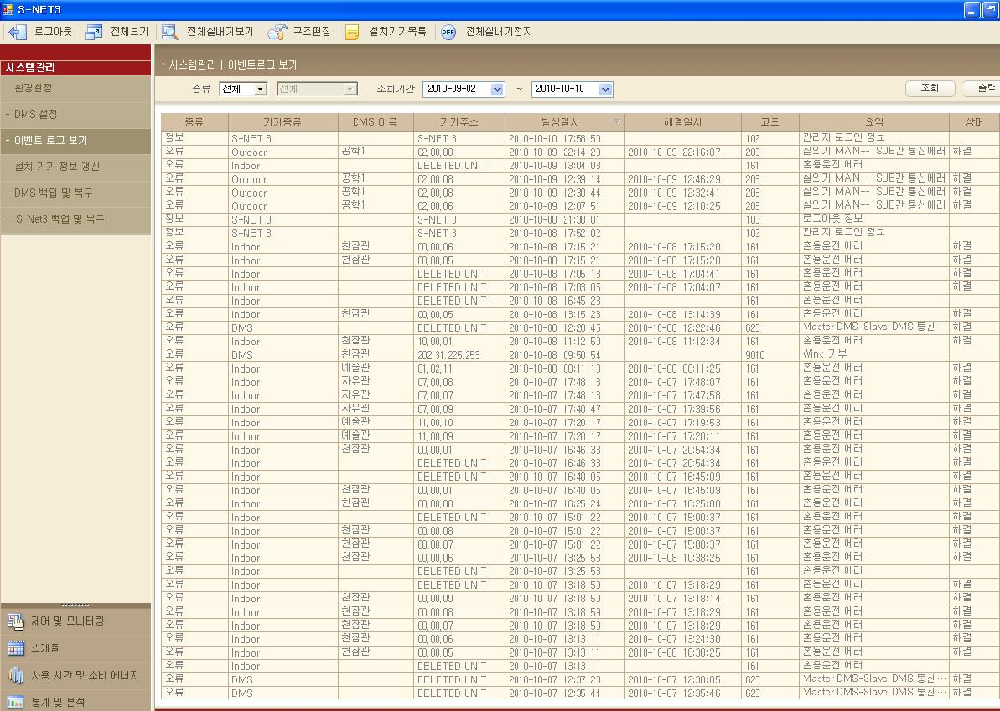 S-NET3
로그아웃 전체보기 전체실내기보기 구조편집 설치기기목록 OFF 전체실내기정지
시스템관리
환경설정
- DMS 설정
- 이벤트 로그 보기
- 설치 기기 정보 갱신
- DMS 백업 및 복구
- S-Net3 백업 및 복구
제어 및 모니터링
스케줄
사용 시간 및 소비 에너지
통계 및 분석
시스템관리 | 이벤트로그 보기
종류 전체 전체 조회기간 2010-09-02 ~ 2010-10-10 조회 출력
종류 기기종류 DMS 이름 기기주소 발생일시 해결일시 코드 요약 상태
정보 S-NET 3 S-NET 3 2010-10-10 17:58:50 102 관리자 로그인 정보
오류 Outdoor 공학1 02.00.00 2010-10-09 22:14:23 2010-10-09 22:16:07 203 실외기 MAIN-- SUB간 통신에러 해결
오류 Indoor DELETED UNIT 2010-10-09 13:04:03 161 혼용운전 에러
오류 Outdoor 공학1 02.00.08 2010-10-09 12:39:14 2010-10-09 12:46:29 203 실외기 MAIN-- SUB간 통신에러 해결
오류 Outdoor 공학1 02.00.08 2010-10-09 12:30:44 2010-10-09 12:32:41 203 실외기 MAIN-- SUB간 통신에러 해결
오류 Outdoor 공학1 02.00.06 2010-10-09 12:07:51 2010-10-09 12:10:25 203 실외기 MAIN-- SUB간 통신에러 해결
정보 S-NET 3 S-NET 3 2010-10-08 21:30:01 105 로그아웃 정보
정보 S-NET 3 S-NET 3 2010-10-08 17:52:02 102 관리자 로그인 정보
오류 Indoor 천잠관 00.00.06 2010-10-08 17:15:21 2010-10-08 17:15:20 161 혼용운전 에러 해결
오류 Indoor 천잠관 00.00.05 2010-10-08 17:15:21 2010-10-08 17:15:20 161 혼용운전 에러 해결
오류 Indoor DELETED UNIT 2010-10-08 17:05:13 2010-10-08 17:04:41 161 혼용운전 에러 해결
오류 Indoor DELETED UNIT 2010-10-08 17:03:05 2010-10-08 17:04:07 161 혼용운전 에러 해결
오류 Indoor DELETED UNIT 2010-10-08 16:45:23 161 혼용운전 에러
오류 Indoor 천잠관 00.00.05 2010-10-08 13:15:23 2010-10-08 13:14:39 161 혼용운전 에러 해결
오류 DMS DELETED UNIT 2010-10-08 12:20:45 2010-10-08 12:22:46 625 Master DMS-Slave DMS 통신… 해결
오류 Indoor 천잠관 10.00.01 2010-10-08 11:12:50 2010-10-08 11:12:34 161 혼용운전 에러 해결
오류 DMS 천잠관 202.31.225.253 2010-10-08 09:50:54 9010 Wink 거부
오류 Indoor 예술관 01.02.11 2010-10-08 08:11:10 2010-10-08 08:11:25 161 혼용운전 에러 해결
오류 Indoor 자유관 07.00.08 2010-10-07 17:48:13 2010-10-07 17:48:07 161 혼용운전 에러 해결
오류 Indoor 자유관 07.00.07 2010-10-07 17:48:13 2010-10-07 17:47:58 161 혼용운전 에러 해결
오류 Indoor 자유관 07.00.09 2010-10-07 17:40:47 2010-10-07 17:39:56 161 혼용운전 에러 해결
오류 Indoor 예술관 11.00.10 2010-10-07 17:20:17 2010-10-07 17:19:53 161 혼용운전 에러 해결
오류 Indoor 예술관 11.00.09 2010-10-07 17:20:17 2010-10-07 17:20:11 161 혼용운전 에러 해결
오류 Indoor 천잠관 00.00.01 2010-10-07 16:46:33 2010-10-07 20:54:34 161 혼용운전 에러 해결
오류 Indoor DELETED UNIT 2010-10-07 16:46:33 2010-10-07 20:54:34 161 혼용운전 에러 해결
오류 Indoor DELETED UNIT 2010-10-07 16:40:05 2010-10-07 16:45:09 161 혼용운전 에러 해결
오류 Indoor 천잠관 00.00.01 2010-10-07 16:40:05 2010-10-07 16:45:09 161 혼용운전 에러 해결
오류 Indoor 천잠관 00.00.00 2010-10-07 16:25:24 2010-10-07 16:25:00 161 혼용운전 에러 해결
오류 Indoor DELETED UNIT 2010-10-07 15:01:22 2010-10-07 15:00:37 161 혼용운전 에러 해결
오류 Indoor 천잠관 00.00.08 2010-10-07 15:01:22 2010-10-07 15:00:37 161 혼용운전 에러 해결
오류 Indoor 천잠관 00.00.07 2010-10-07 15:01:22 2010-10-07 15:00:37 161 혼용운전 에러 해결
오류 Indoor 천잠관 00.00.06 2010-10-07 13:25:53 2010-10-08 10:38:25 161 혼용운전 에러 해결
오류 Indoor DELETED UNIT 2010-10-07 13:25:53 161 혼용운전 에러
오류 Indoor DELETED UNIT 2010-10-07 13:18:59 2010-10-07 13:18:29 161 혼용운전 에러 해결
오류 Indoor 천잠관 00.00.09 2010-10-07 13:18:50 2010-10-07 13:18:14 161 혼용운전 에러 해결
오류 Indoor 천잠관 00.00.08 2010-10-07 13:18:59 2010-10-07 13:18:29 161 혼용운전 에러 해결
오류 Indoor 천잠관 00.00.07 2010-10-07 13:18:59 2010-10-07 13:18:29 161 혼용운전 에러 해결
오류 Indoor 천잠관 00.00.06 2010-10-07 13:13:11 2010-10-07 13:24:30 161 혼용운전 에러 해결
오류 Indoor 천잠관 00.00.05 2010-10-07 13:13:11 2010-10-08 10:38:25 161 혼용운전 에러 해결
오류 Indoor DELETED UNIT 2010-10-07 13:13:11 161 혼용운전 에러
오류 DMS DELETED UNIT 2010-10-07 12:37:23 2010-10-07 12:38:05 625 Master DMS-Slave DMS 통신… 해결
오류 DMS DELETED UNIT 2010-10-07 12:35:44 2010-10-07 12:35:46 625 Master DMS-Slave DMS 통신… 해결